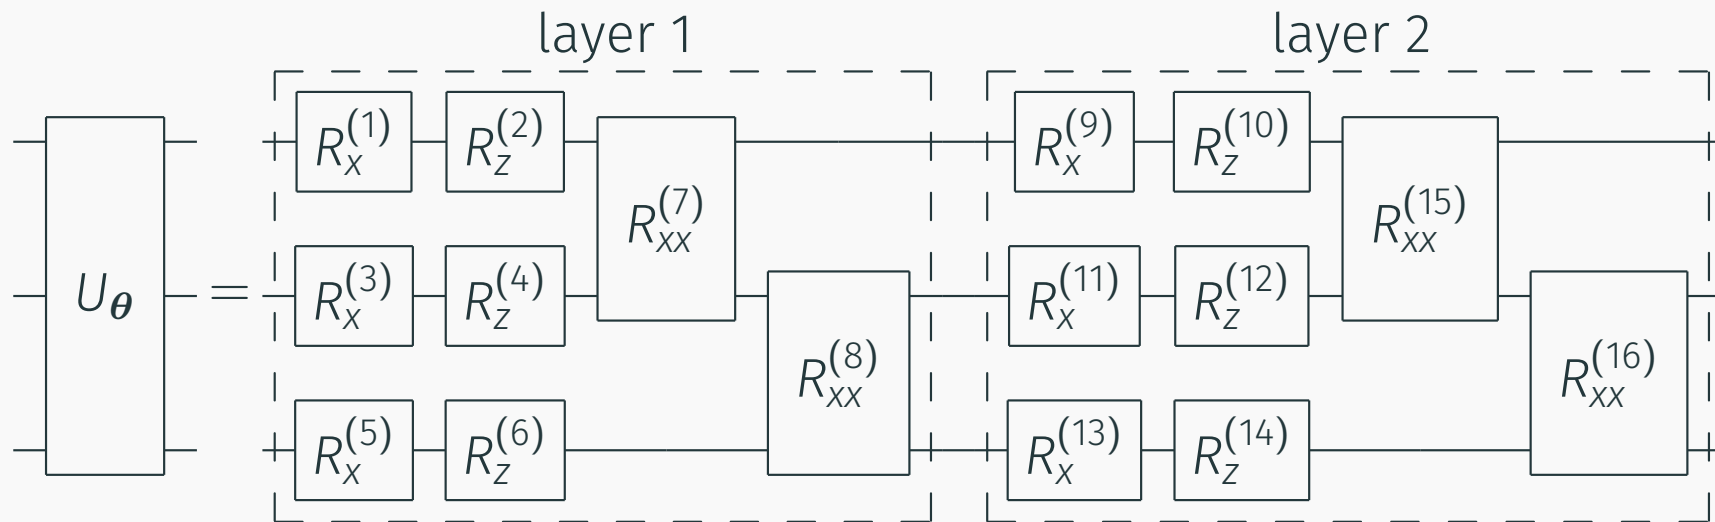 layer 1 layer 2
R_x^(1) R_z^(2) R_x^(9) R_z^(10)
R_xx^(7) R_xx^(15)
U_θ = R_x^(3) R_z^(4) R_x^(11) R_z^(12)
R_xx^(8) R_xx^(16)
R_x^(5) R_z^(6) R_x^(13) R_z^(14)